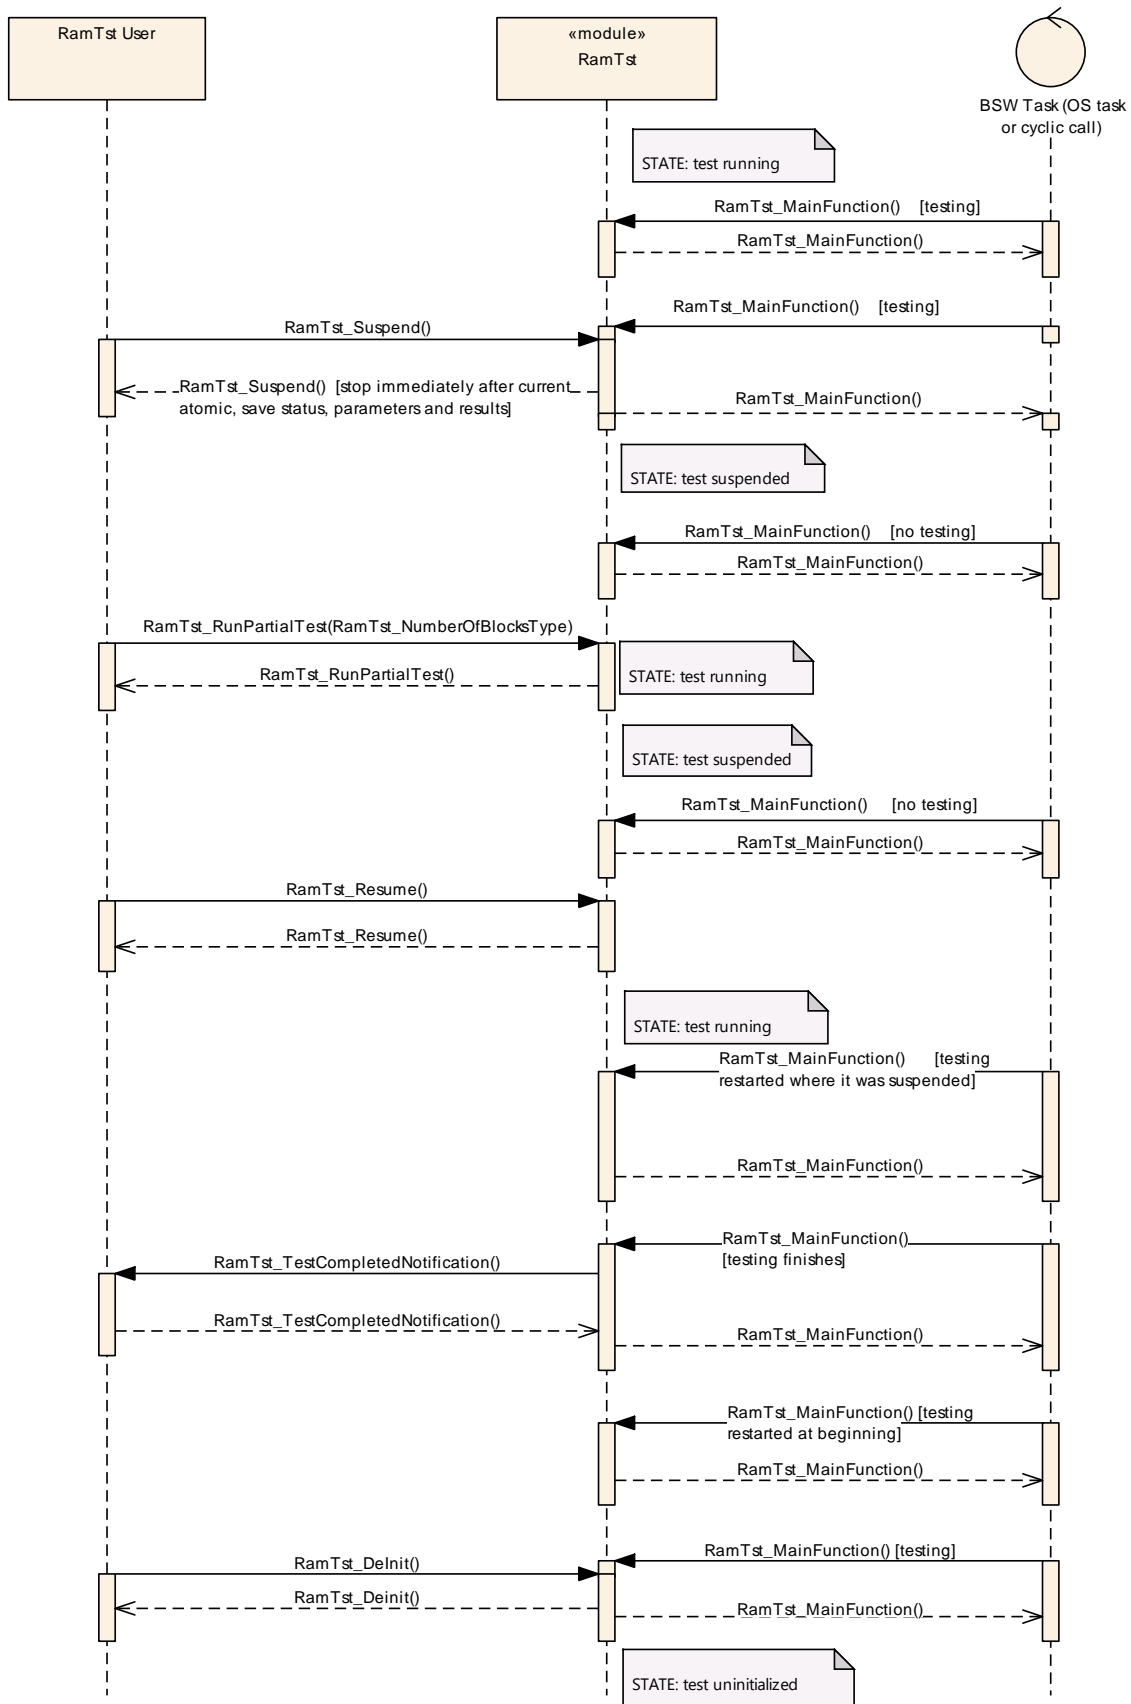 RamTst User
«module»
RamTst
BSW Task (OS task
or cyclic call)
STATE: test running
RamTst_MainFunction() [testing]
RamTst_MainFunction()
RamTst_MainFunction() [testing]
RamTst_Suspend()
RamTst_Suspend() [stop immediately after current
atomic, save status, parameters and results]
RamTst_MainFunction()
STATE: test suspended
RamTst_MainFunction() [no testing]
RamTst_MainFunction()
RamTst_RunPartialTest(RamTst_NumberOfBlocksType)
RamTst_RunPartialTest()
STATE: test running
STATE: test suspended
RamTst_MainFunction() [no testing]
RamTst_MainFunction()
RamTst_Resume()
RamTst_Resume()
STATE: test running
RamTst_MainFunction() [testing
restarted where it was suspended]
RamTst_MainFunction()
RamTst_MainFunction()
[testing finishes]
RamTst_TestCompletedNotification()
RamTst_TestCompletedNotification()
RamTst_MainFunction()
RamTst_MainFunction() [testing
restarted at beginning]
RamTst_MainFunction()
RamTst_MainFunction() [testing]
RamTst_DeInit()
RamTst_Deinit()
RamTst_MainFunction()
STATE: test uninitialized